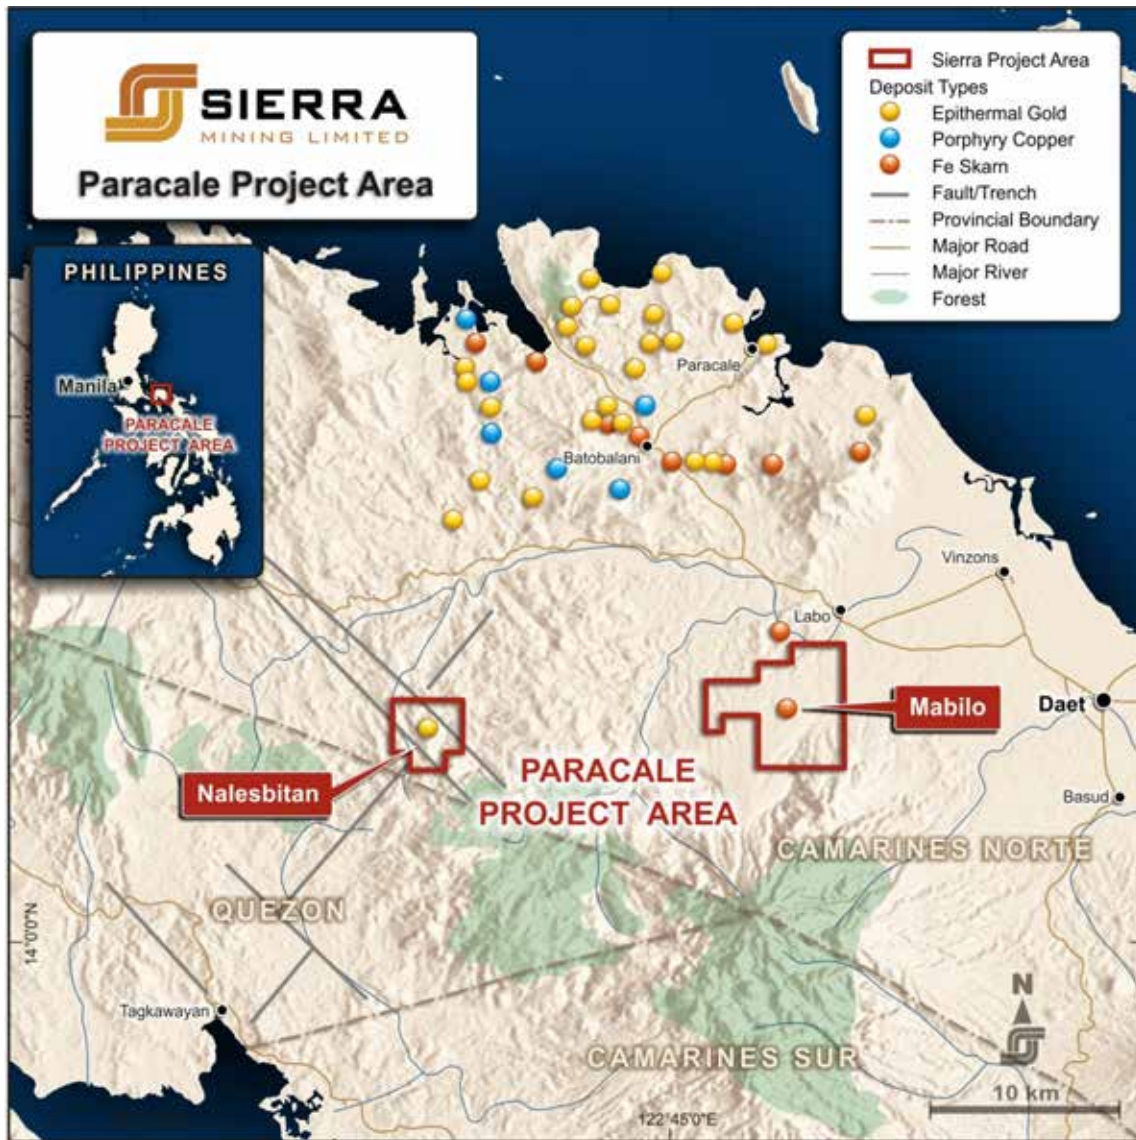 SIERRA
MINING LIMITED
Paracale Project Area
Sierra Project Area
Deposit Types
Epithermal Gold
Porphyry Copper
Fe Skarn
Fault/Trench
Provincial Boundary
Major Road
Major River
Forest
PHILIPPINES
Manila
PARACALE
PROJECT AREA
Paracale
Batobalani
Vinzons
Labo
Daet
Mabilo
Nalesbitan
PARACALE
PROJECT AREA
Basud
CAMARINES NORTE
QUEZON
14°0'0"N
Tagkawayan
CAMARINES SUR
N
10 km
122°45'0"E